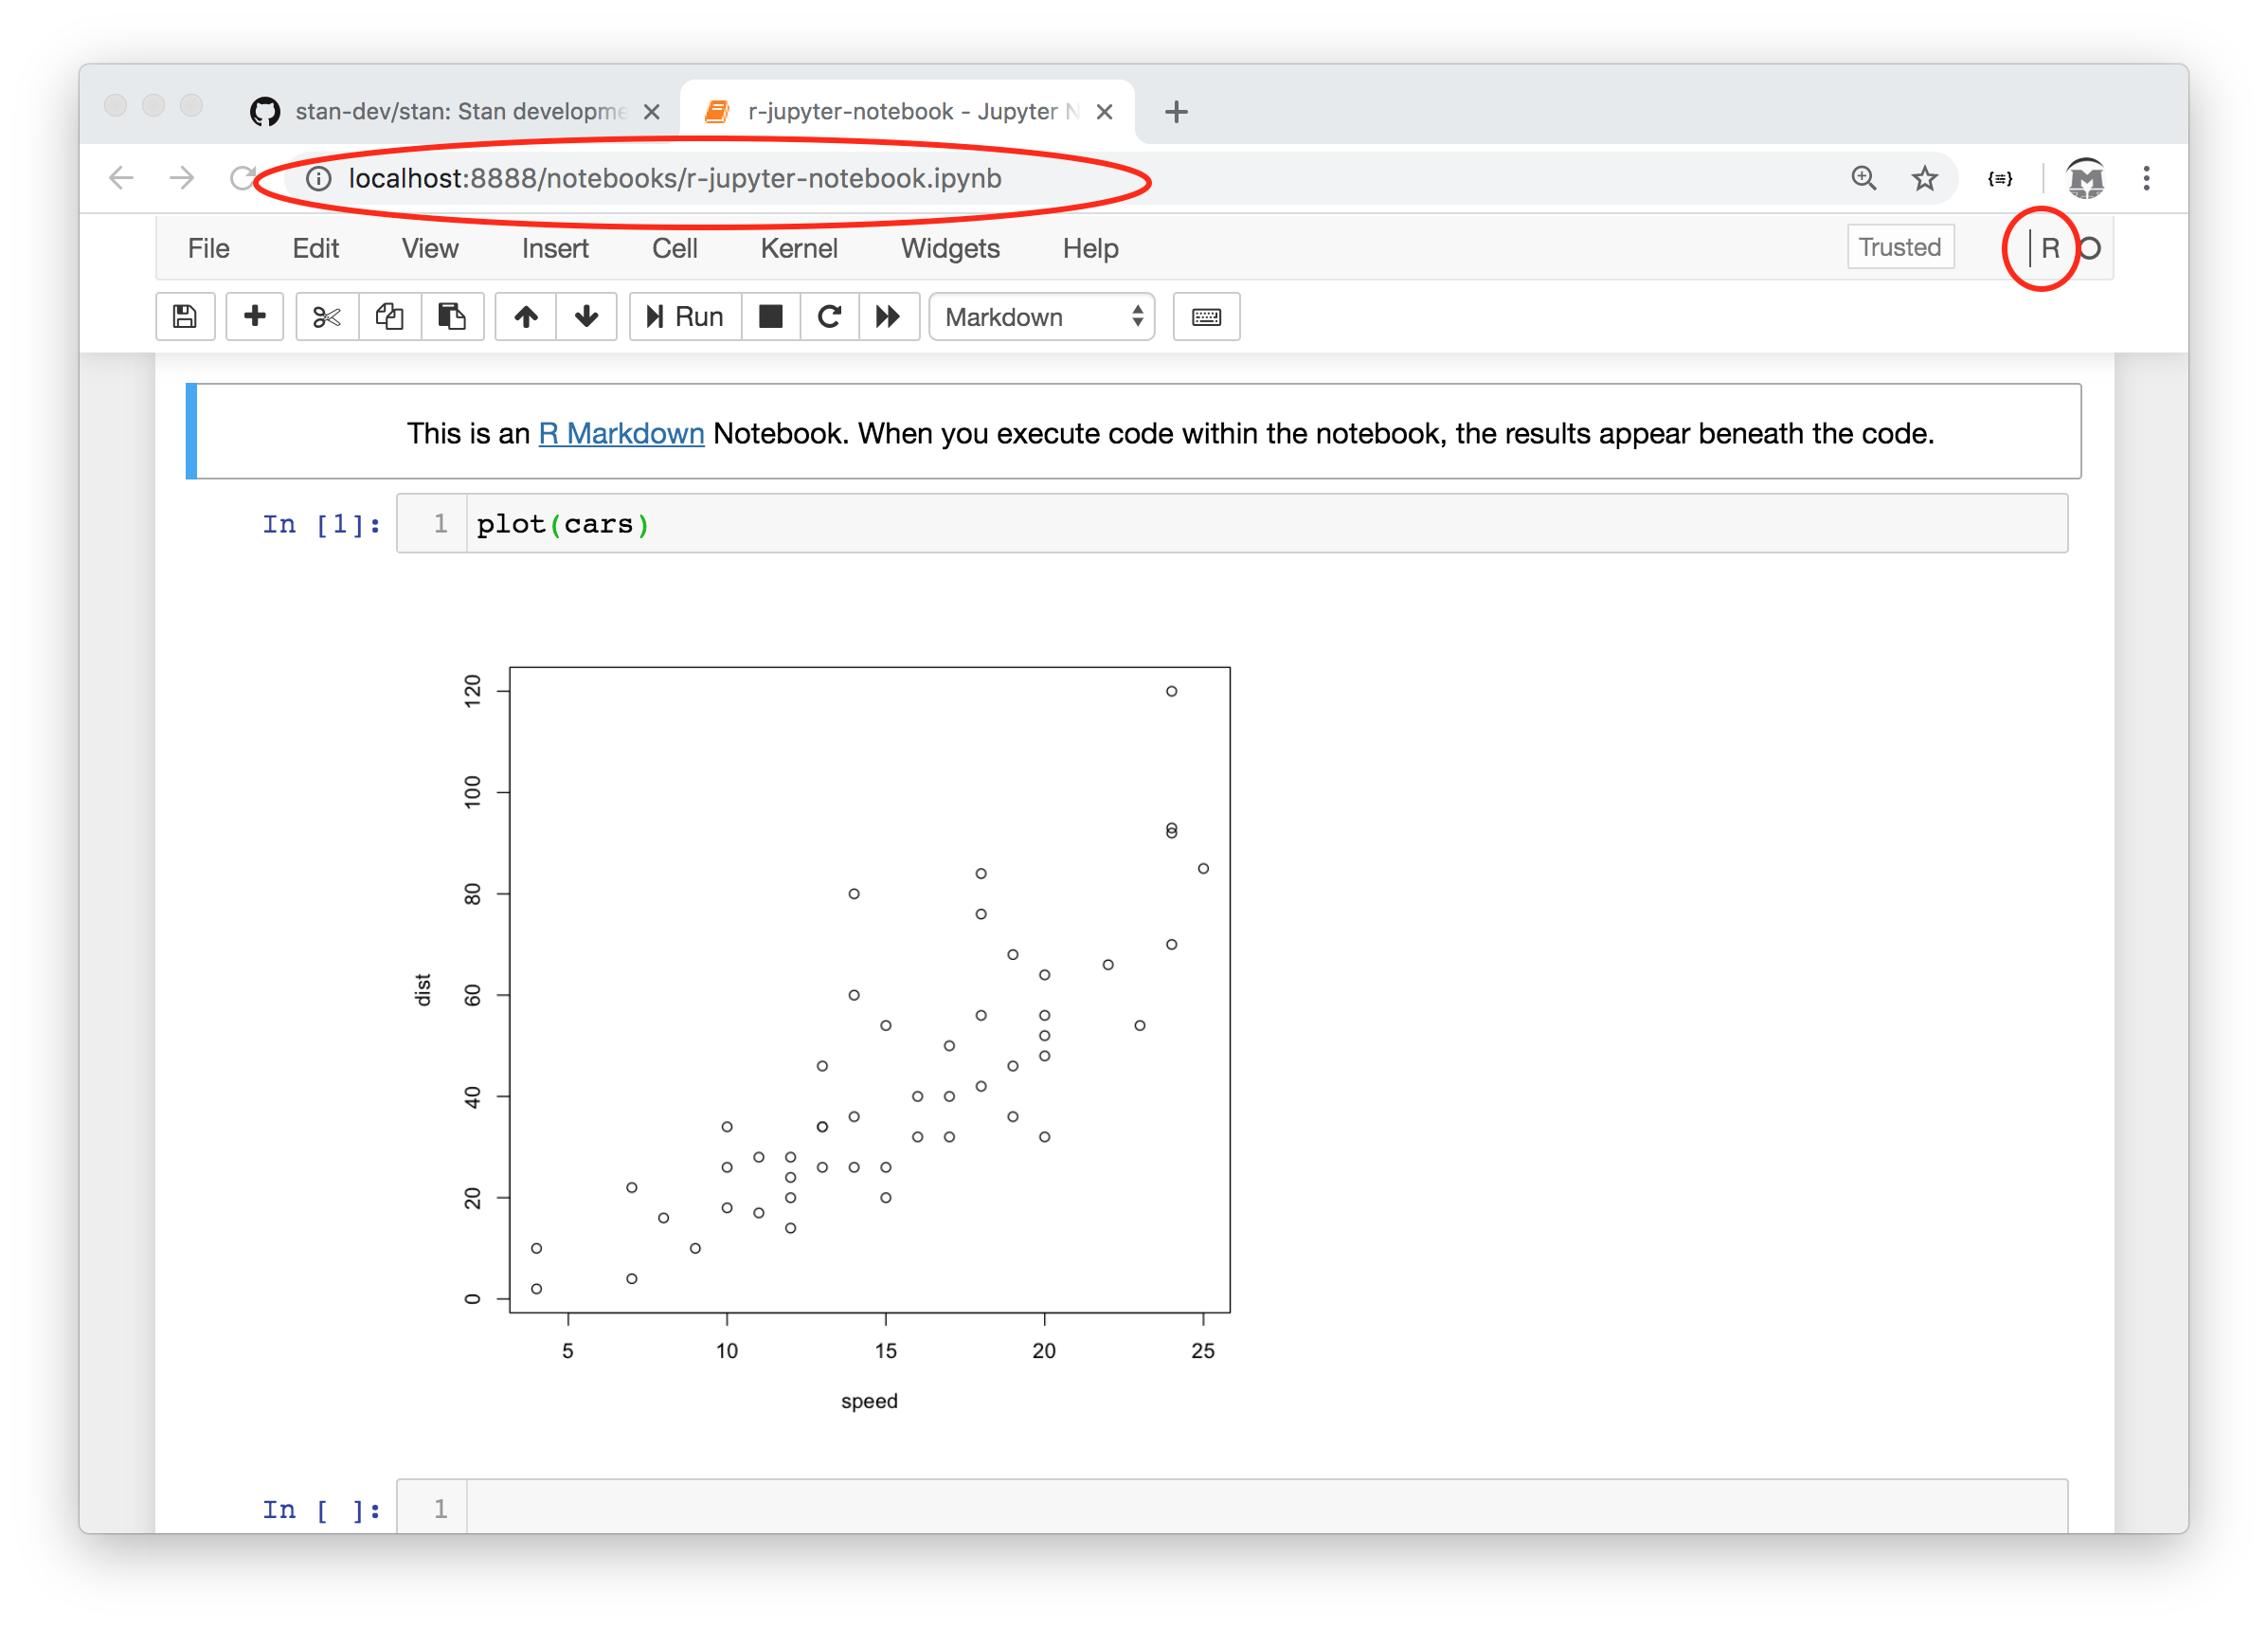 stan-dev/stan: Stan developme
r-jupyter-notebook - Jupyter N
localhost:8888/notebooks/r-jupyter-notebook.ipynb
File Edit View Insert Cell Kernel Widgets Help Trusted R
Run Markdown
This is an R Markdown Notebook. When you execute code within the notebook, the results appear beneath the code.
In [1]: 1 plot(cars)
120
100
80
60
40
20
0
dist
5 10 15 20 25
speed
In [ ]: 1